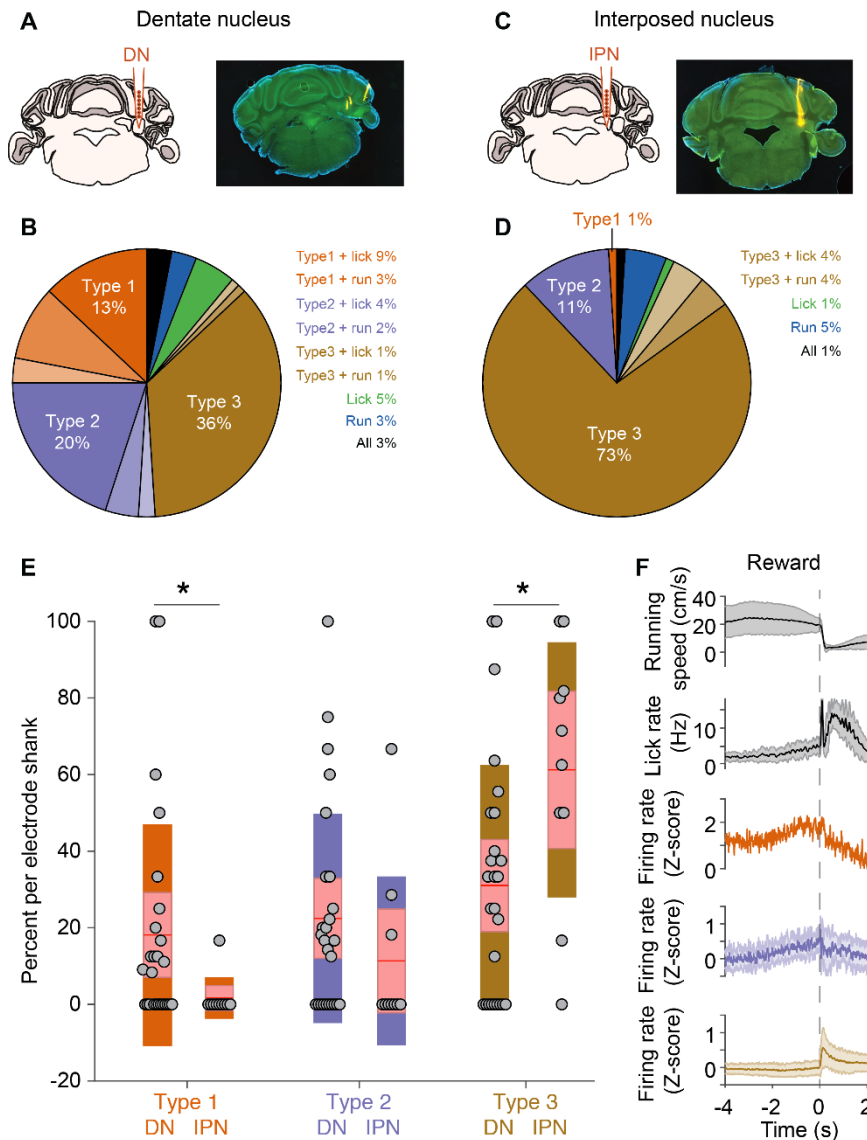 A
Dentate nucleus
DN
C
Interposed nucleus
IPN
B
Type 1
13%
Type 2
20%
Type 3
36%
Type1 + lick 9%
Type1 + run 3%
Type2 + lick 4%
Type2 + run 2%
Type3 + lick 1%
Type3 + run 1%
Lick 5%
Run 3%
All 3%
D
Type1 1%
Type 2
11%
Type 3
73%
Type3 + lick 4%
Type3 + run 4%
Lick 1%
Run 5%
All 1%
E
*
*
Percent per electrode shank
100
80
60
40
20
0
-20
Type 1
DN IPN
Type 2
DN IPN
Type 3
DN IPN
F
Reward
Running
speed (cm/s)
40
20
0
Lick rate
(Hz)
10
0
Firing rate
(Z-score)
2
0
Firing rate
(Z-score)
1
0
Firing rate
(Z-score)
1
0
-4 -2 0 2
Time (s)